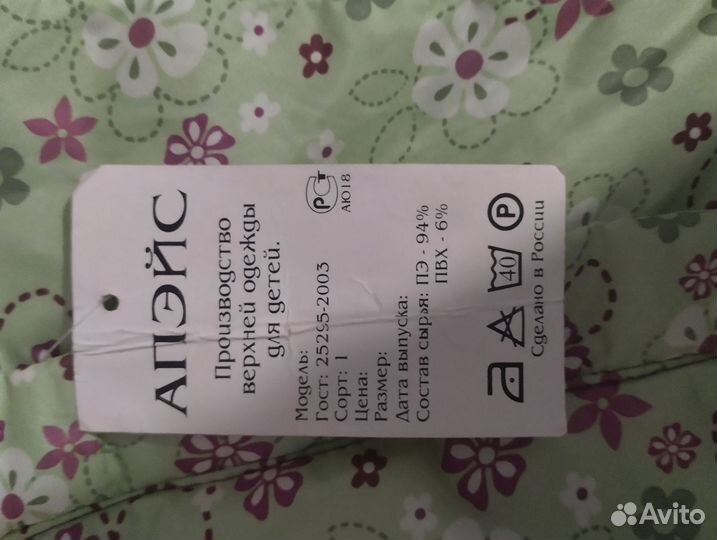 АПЭЙС
Производство
верхней одежды
для детей.
РСТ
АЮ18
Модель:
Гост: 25295-2003
Сорт: 1
Цена:
Размер:
Дата выпуска:
Состав сырья: ПЭ - 94%
ПВХ - 6%
40 P
Сделано в России
Avito